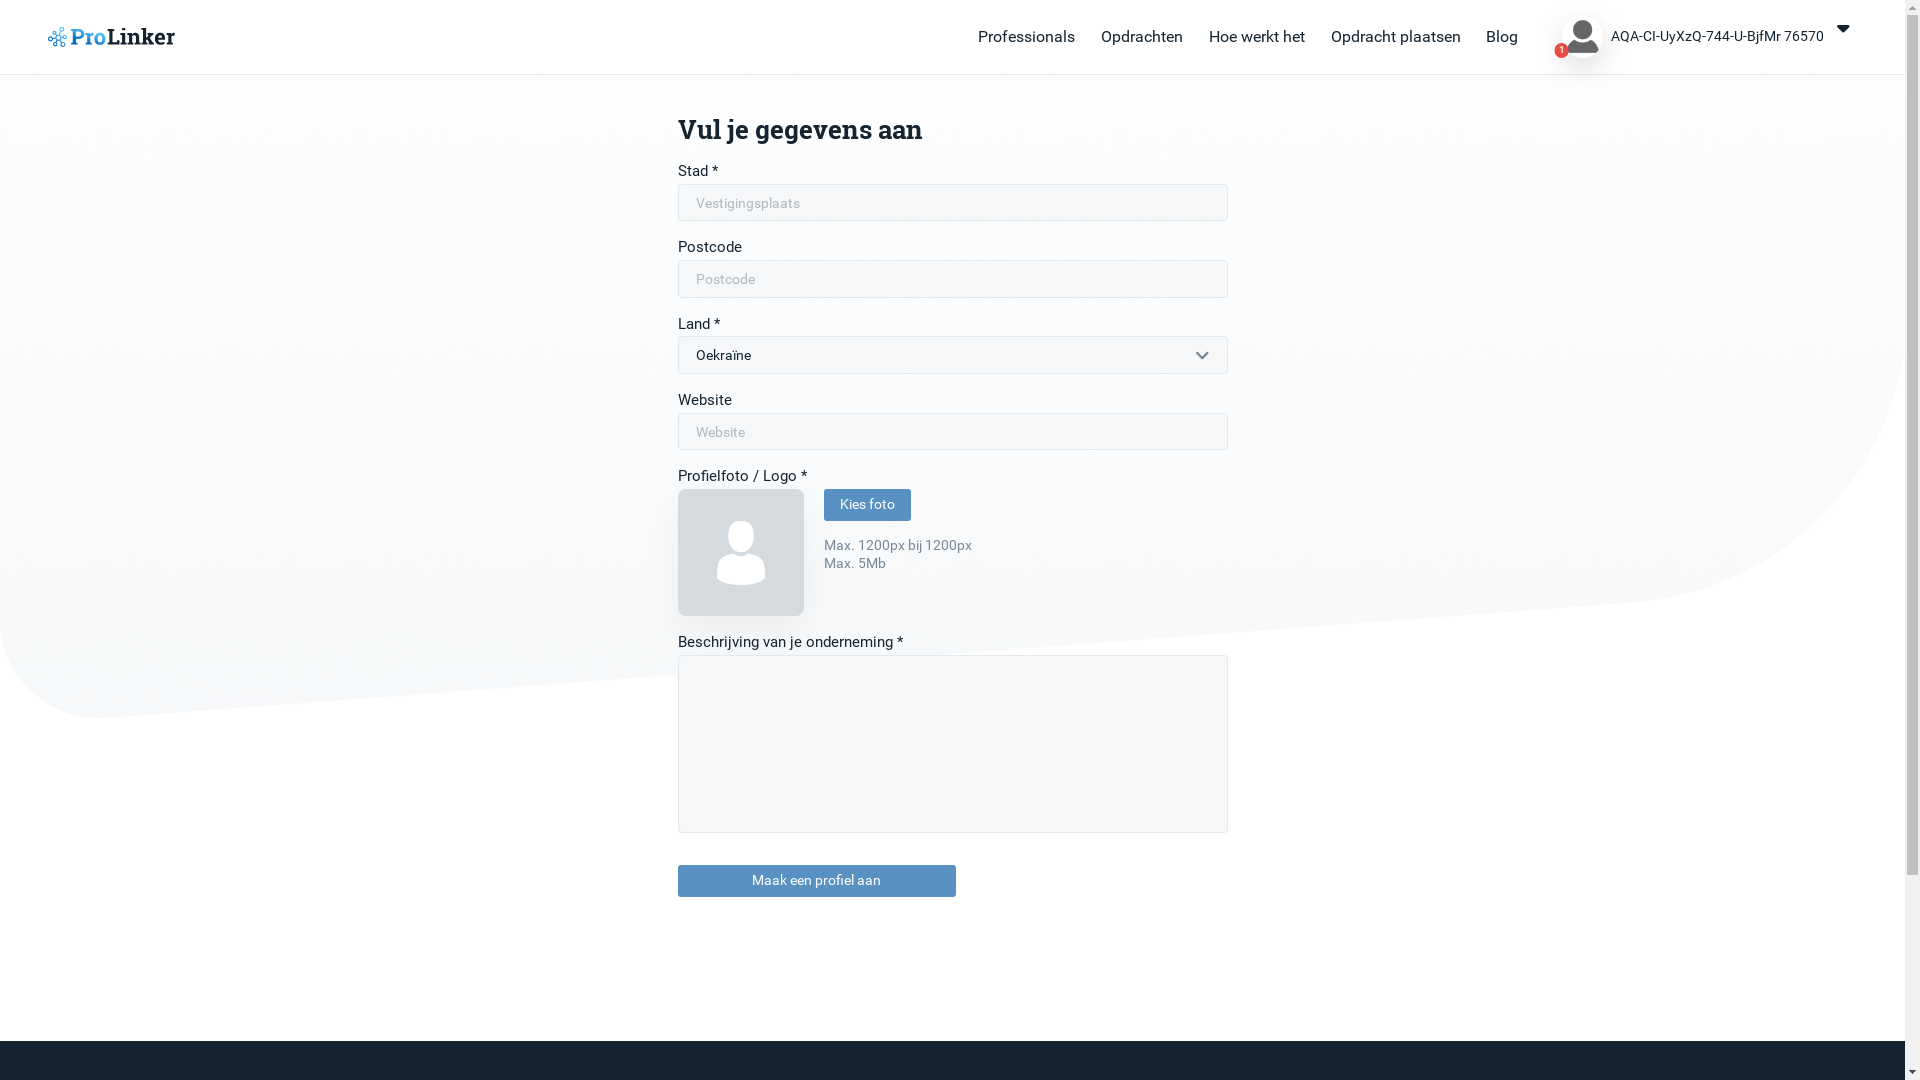 ProLinker
Professionals
Opdrachten
Hoe werkt het
Opdracht plaatsen
Blog
1
AQA-CI-UyXzQ-744-U-BjfMr 76570
Vul je gegevens aan
Stad *
Vestigingsplaats
Postcode
Postcode
Land *
Oekraïne
Website
Website
Profielfoto / Logo *
Kies foto
Max. 1200px bij 1200px
Max. 5Mb
Beschrijving van je onderneming *
Maak een profiel aan